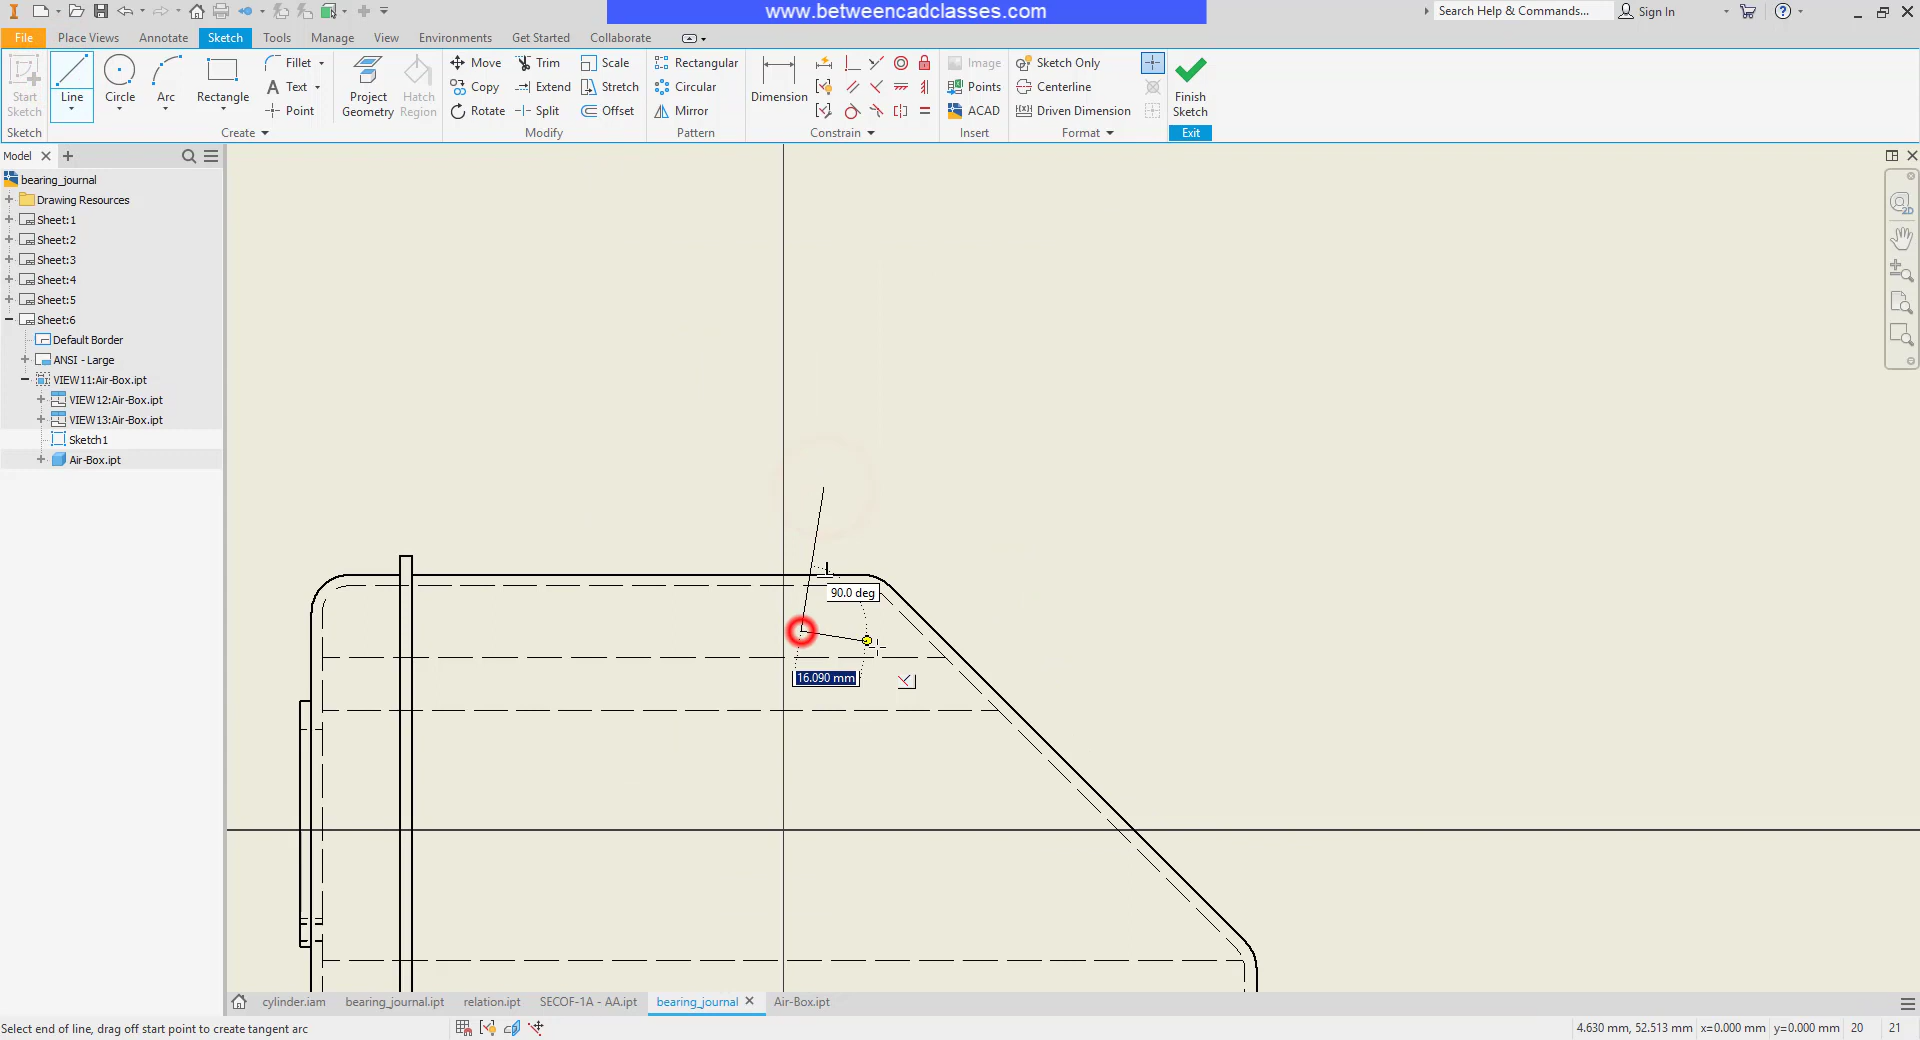 www.betweencadclasses.com
Search Help & Commands...
Sign In
File
Place Views
Annotate
Sketch
Tools
Manage
View
Environments
Get Started
Collaborate
Start Sketch
Line
Circle
Arc
Rectangle
Fillet
Text
Point
Project Geometry
Hatch Region
Move
Copy
Rotate
Trim
Extend
Split
Scale
Stretch
Offset
Rectangular
Circular
Mirror
Dimension
Image
Points
ACAD
Sketch Only
Centerline
Driven Dimension
Finish Sketch
Sketch
Create
Modify
Pattern
Constrain
Insert
Format
Exit
Model
bearing_journal
Drawing Resources
Sheet:1
Sheet:2
Sheet:3
Sheet:4
Sheet:5
Sheet:6
Default Border
ANSI - Large
VIEW11:Air-Box.ipt
VIEW12:Air-Box.ipt
VIEW13:Air-Box.ipt
Sketch1
Air-Box.ipt
90.0 deg
16.090 mm
2D
cylinder.iam
bearing_journal.ipt
relation.ipt
SECOF-1A - AA.ipt
bearing_journal
Air-Box.ipt
Select end of line, drag off start point to create tangent arc
4.630 mm, 52.513 mm
x=0.000 mm
y=0.000 mm
20
21